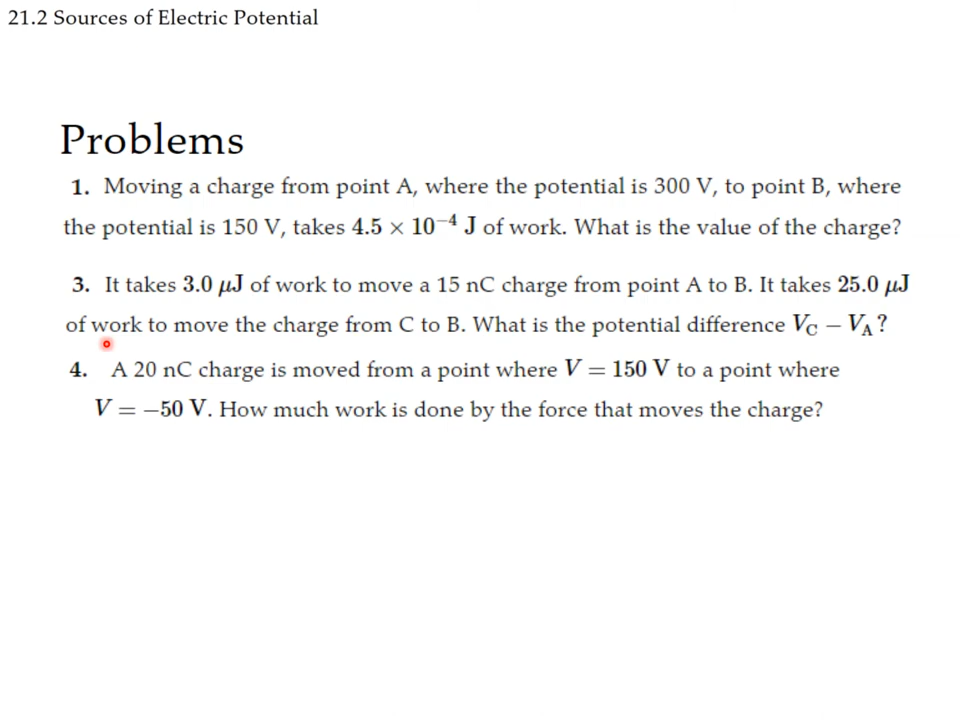 21.2 Sources of Electric Potential
Problems
1. Moving a charge from point A, where the potential is 300 V, to point B, where
the potential is 150 V, takes 4.5 × 10⁻⁴ J of work. What is the value of the charge?
3. It takes 3.0 μJ of work to move a 15 nC charge from point A to B. It takes 25.0 μJ
of work to move the charge from C to B. What is the potential difference V_C − V_A?
4. A 20 nC charge is moved from a point where V = 150 V to a point where
V = −50 V. How much work is done by the force that moves the charge?